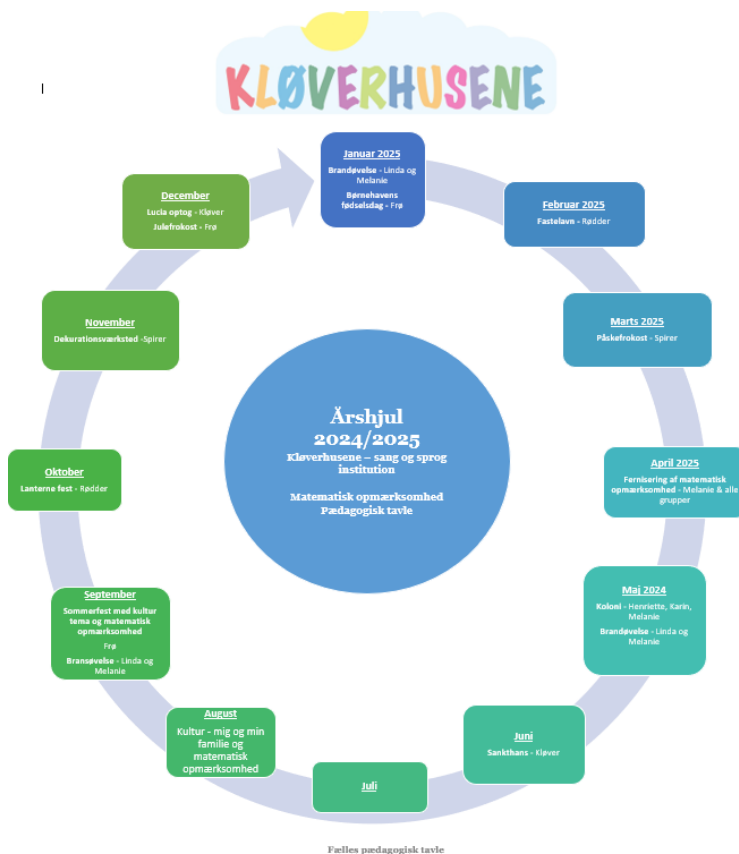 KLØVERHUSENE
Januar 2025
Brandøvelse - Linda og
Melanie
Børnehavens
fødselsdag - Frø
Februar 2025
Fastelavn - Rødder
Marts 2025
Påskefrokost - Spirer
April 2025
Fernisering af matematisk
opmærksomhed - Melanie & alle
grupper
Maj 2024
Koloni - Henriette, Karin,
Melanie
Brandøvelse - Linda og
Melanie
Juni
Sankthans - Kløver
Juli
August
Kultur - mig og min
familie og
matematisk
opmærksomhed
September
Sommerfest med kultur
tema og matematisk
opmærksomhed
Frø
Bransøvelse - Linda og
Melanie
Oktober
Lanterne fest - Rødder
November
Dekurationsværksted -Spirer
December
Lucia optog - Kløver
Julefrokost - Frø
Årshjul
2024/2025
Kløverhusene – sang og sprog
institution
Matematisk opmærksomhed
Pædagogisk tavle
Fælles pædagogisk tavle